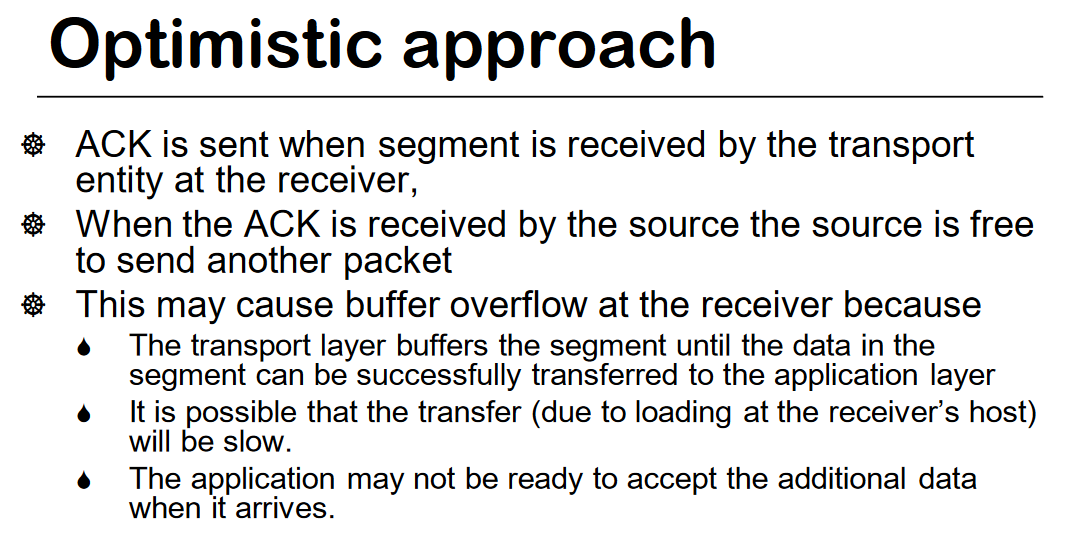 Optimistic approach
ACK is sent when segment is received by the transport
entity at the receiver,
When the ACK is received by the source the source is free
to send another packet
This may cause buffer overflow at the receiver because
The transport layer buffers the segment until the data in the
segment can be successfully transferred to the application layer
It is possible that the transfer (due to loading at the receiver’s host)
will be slow.
The application may not be ready to accept the additional data
when it arrives.